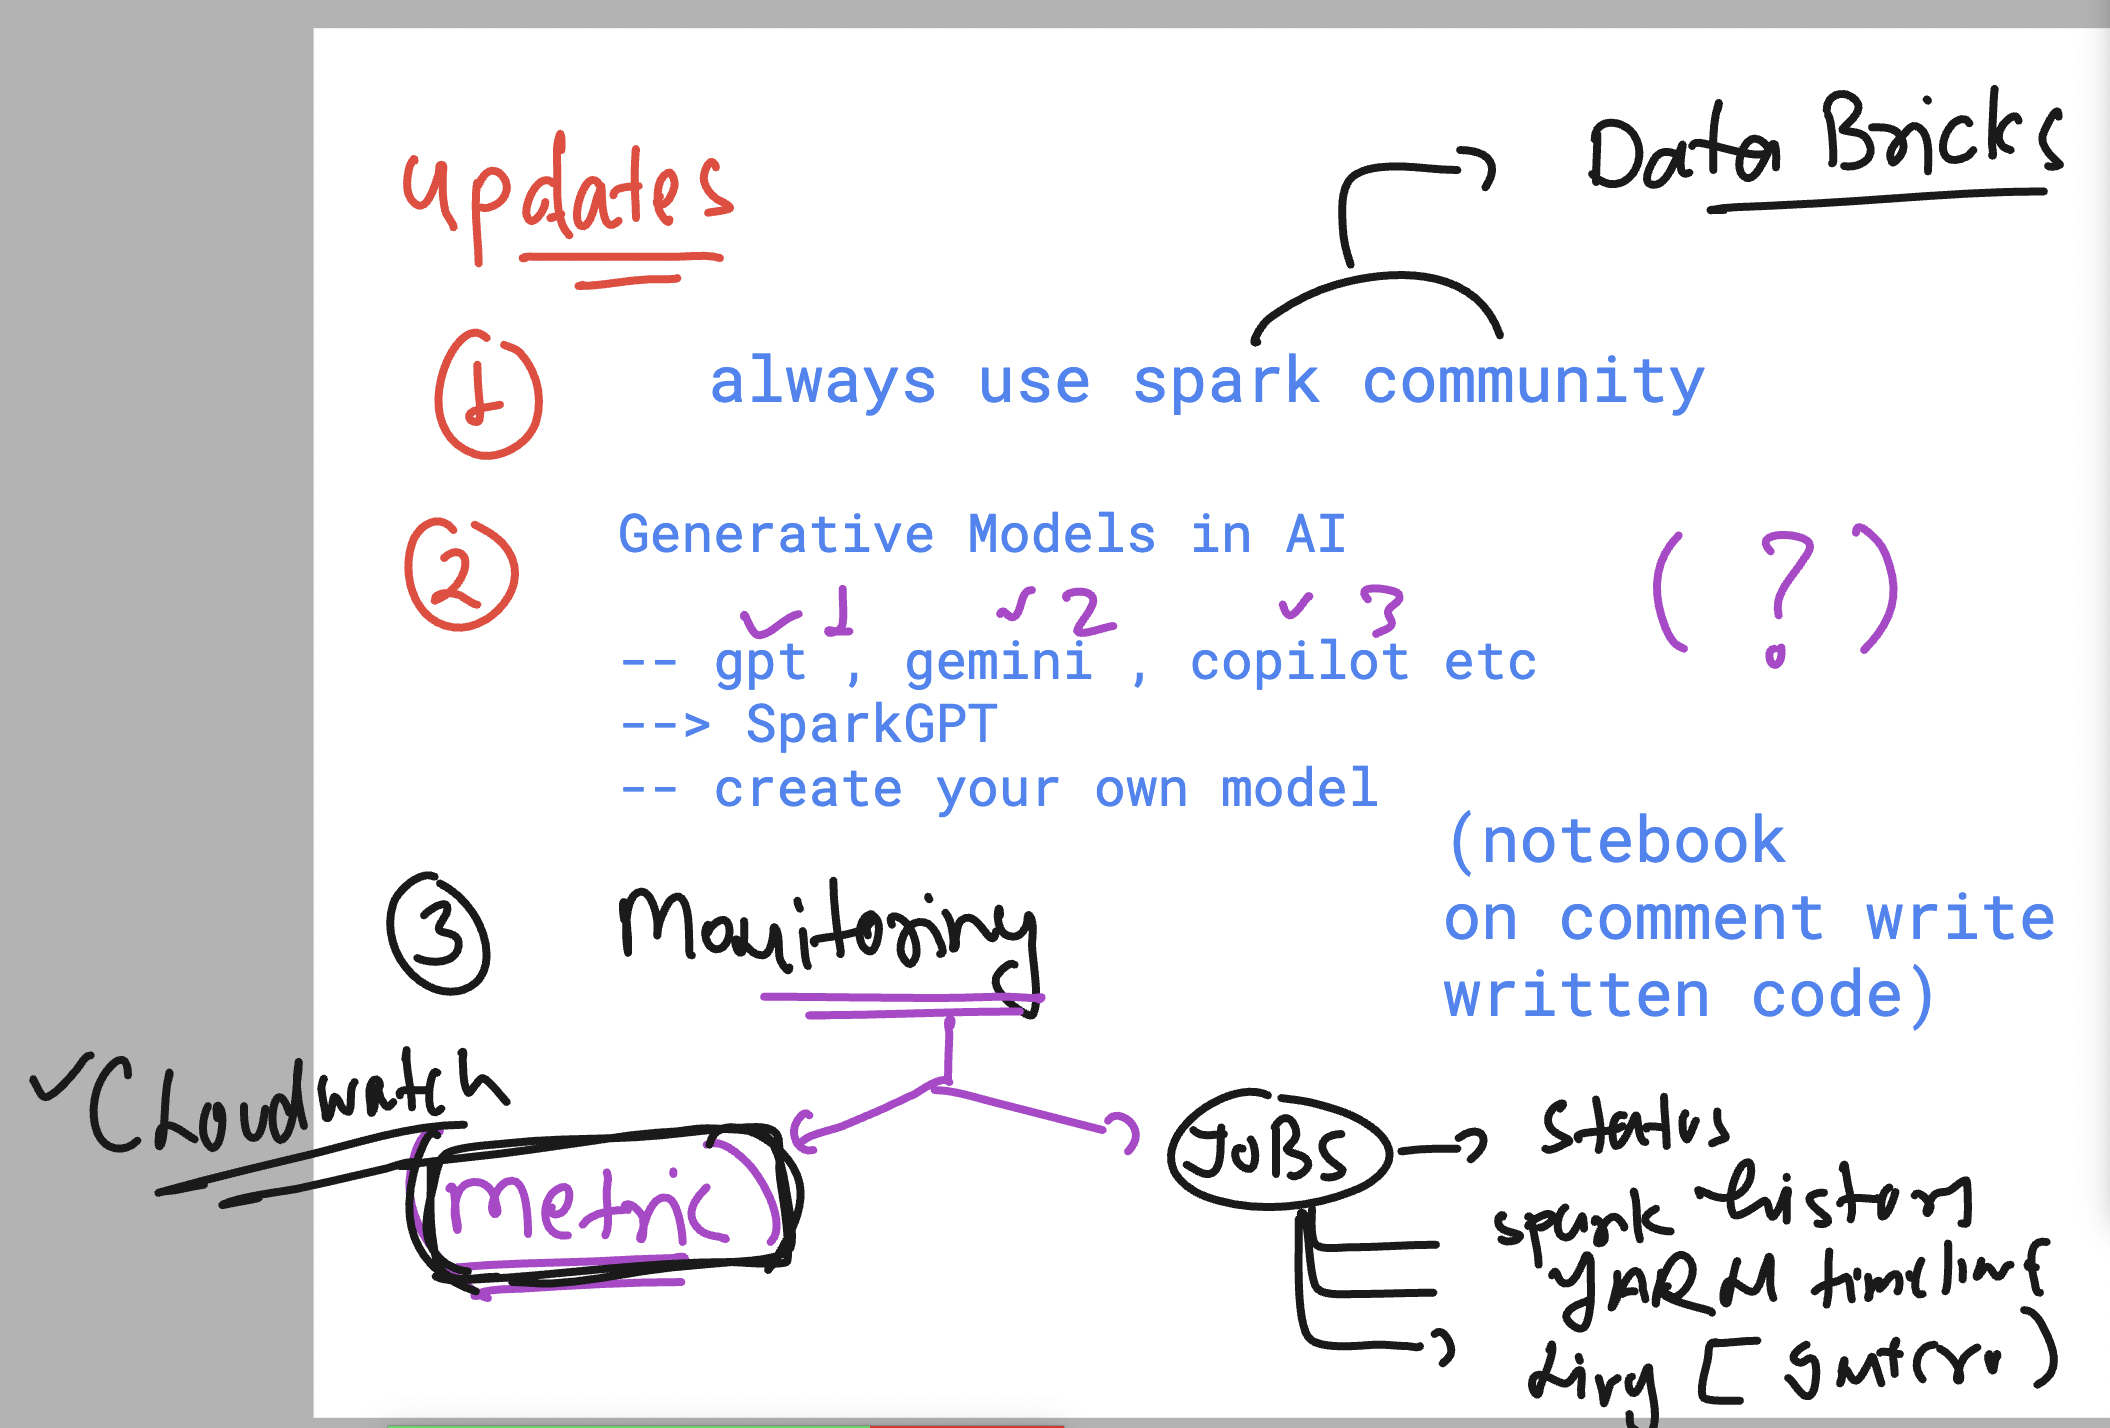 updates
Data Bricks
1 always use spark community
2 Generative Models in AI
1 2 3 ( ? )
-- gpt , gemini , copilot etc
--> SparkGPT
-- create your own model
(notebook
on comment write
written code)
3 Monitoring
Cloudwatch
Metric
JOBS
status
spark history
YARN timeline
Livy [